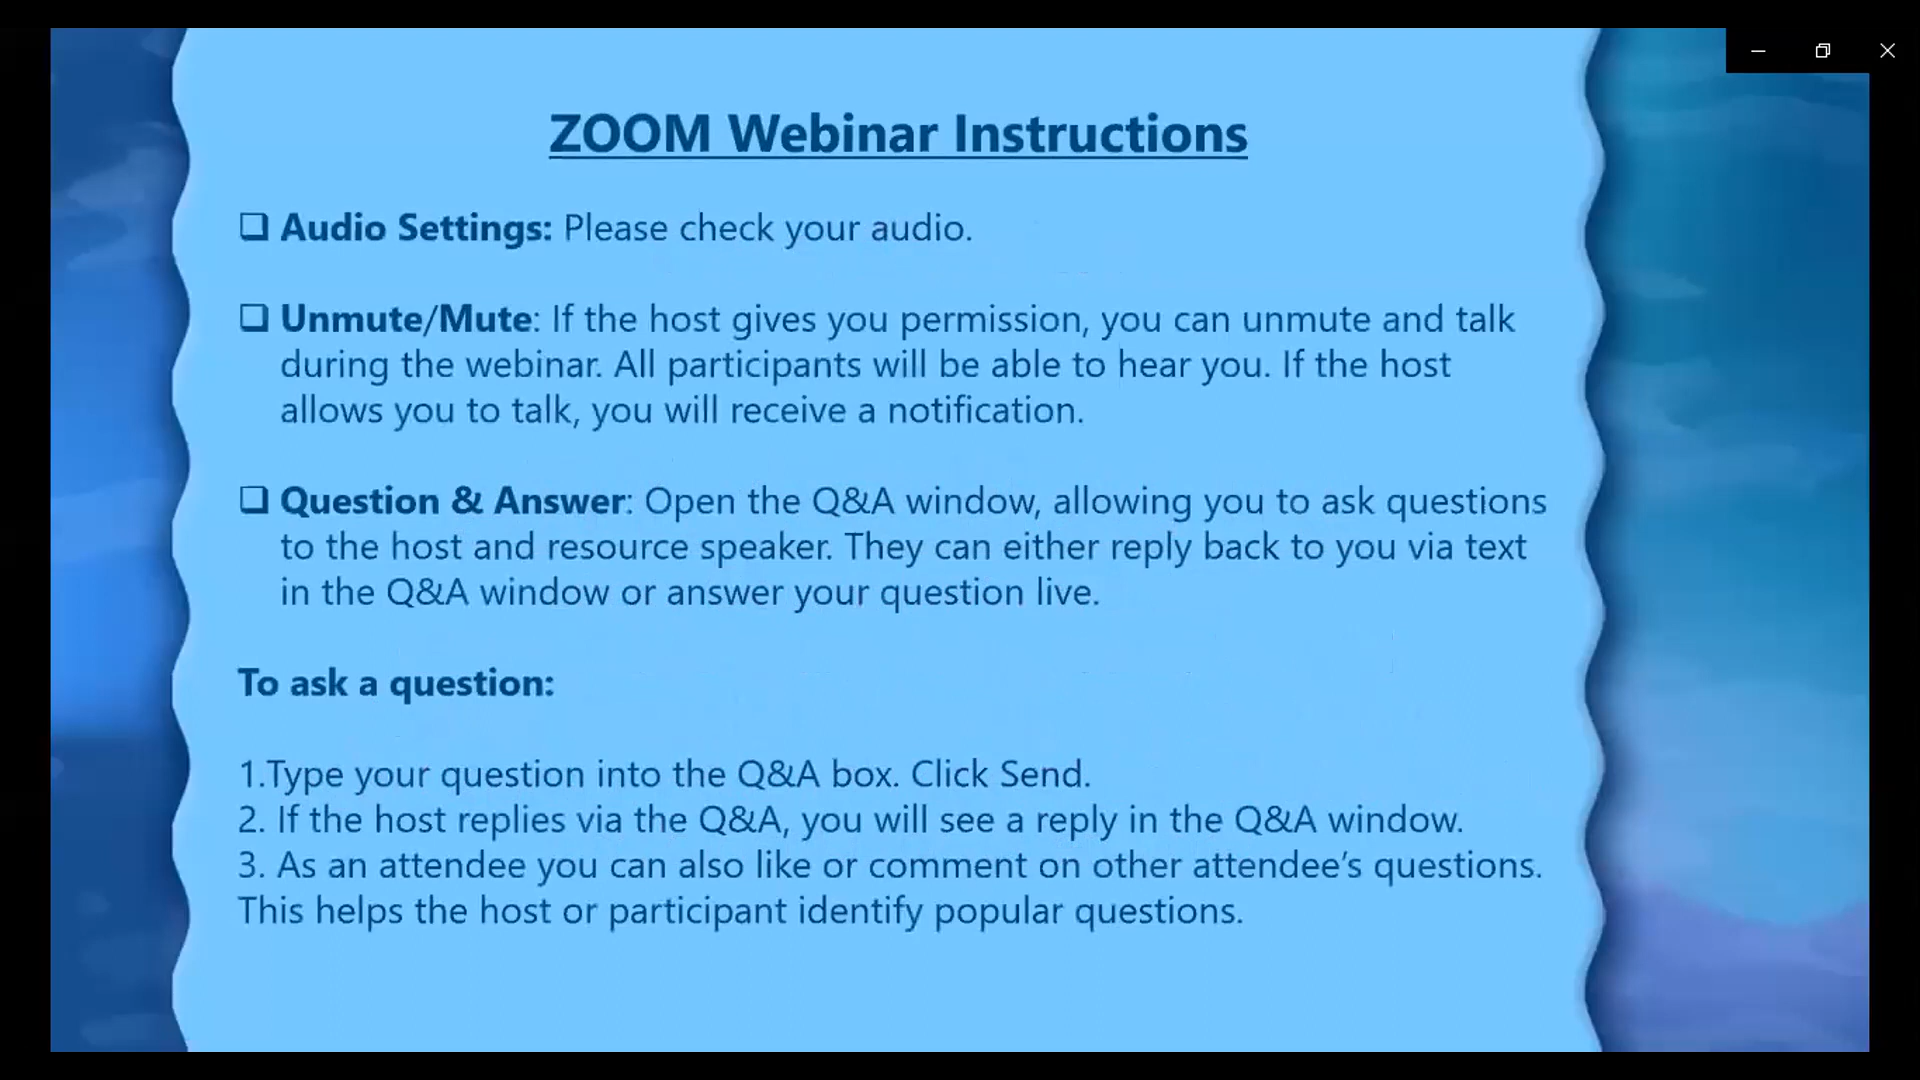 ZOOM Webinar Instructions
❑ Audio Settings: Please check your audio.
❑ Unmute/Mute: If the host gives you permission, you can unmute and talk
during the webinar. All participants will be able to hear you. If the host
allows you to talk, you will receive a notification.
❑ Question & Answer: Open the Q&A window, allowing you to ask questions
to the host and resource speaker. They can either reply back to you via text
in the Q&A window or answer your question live.
To ask a question:
1.Type your question into the Q&A box. Click Send.
2. If the host replies via the Q&A, you will see a reply in the Q&A window.
3. As an attendee you can also like or comment on other attendee’s questions.
This helps the host or participant identify popular questions.